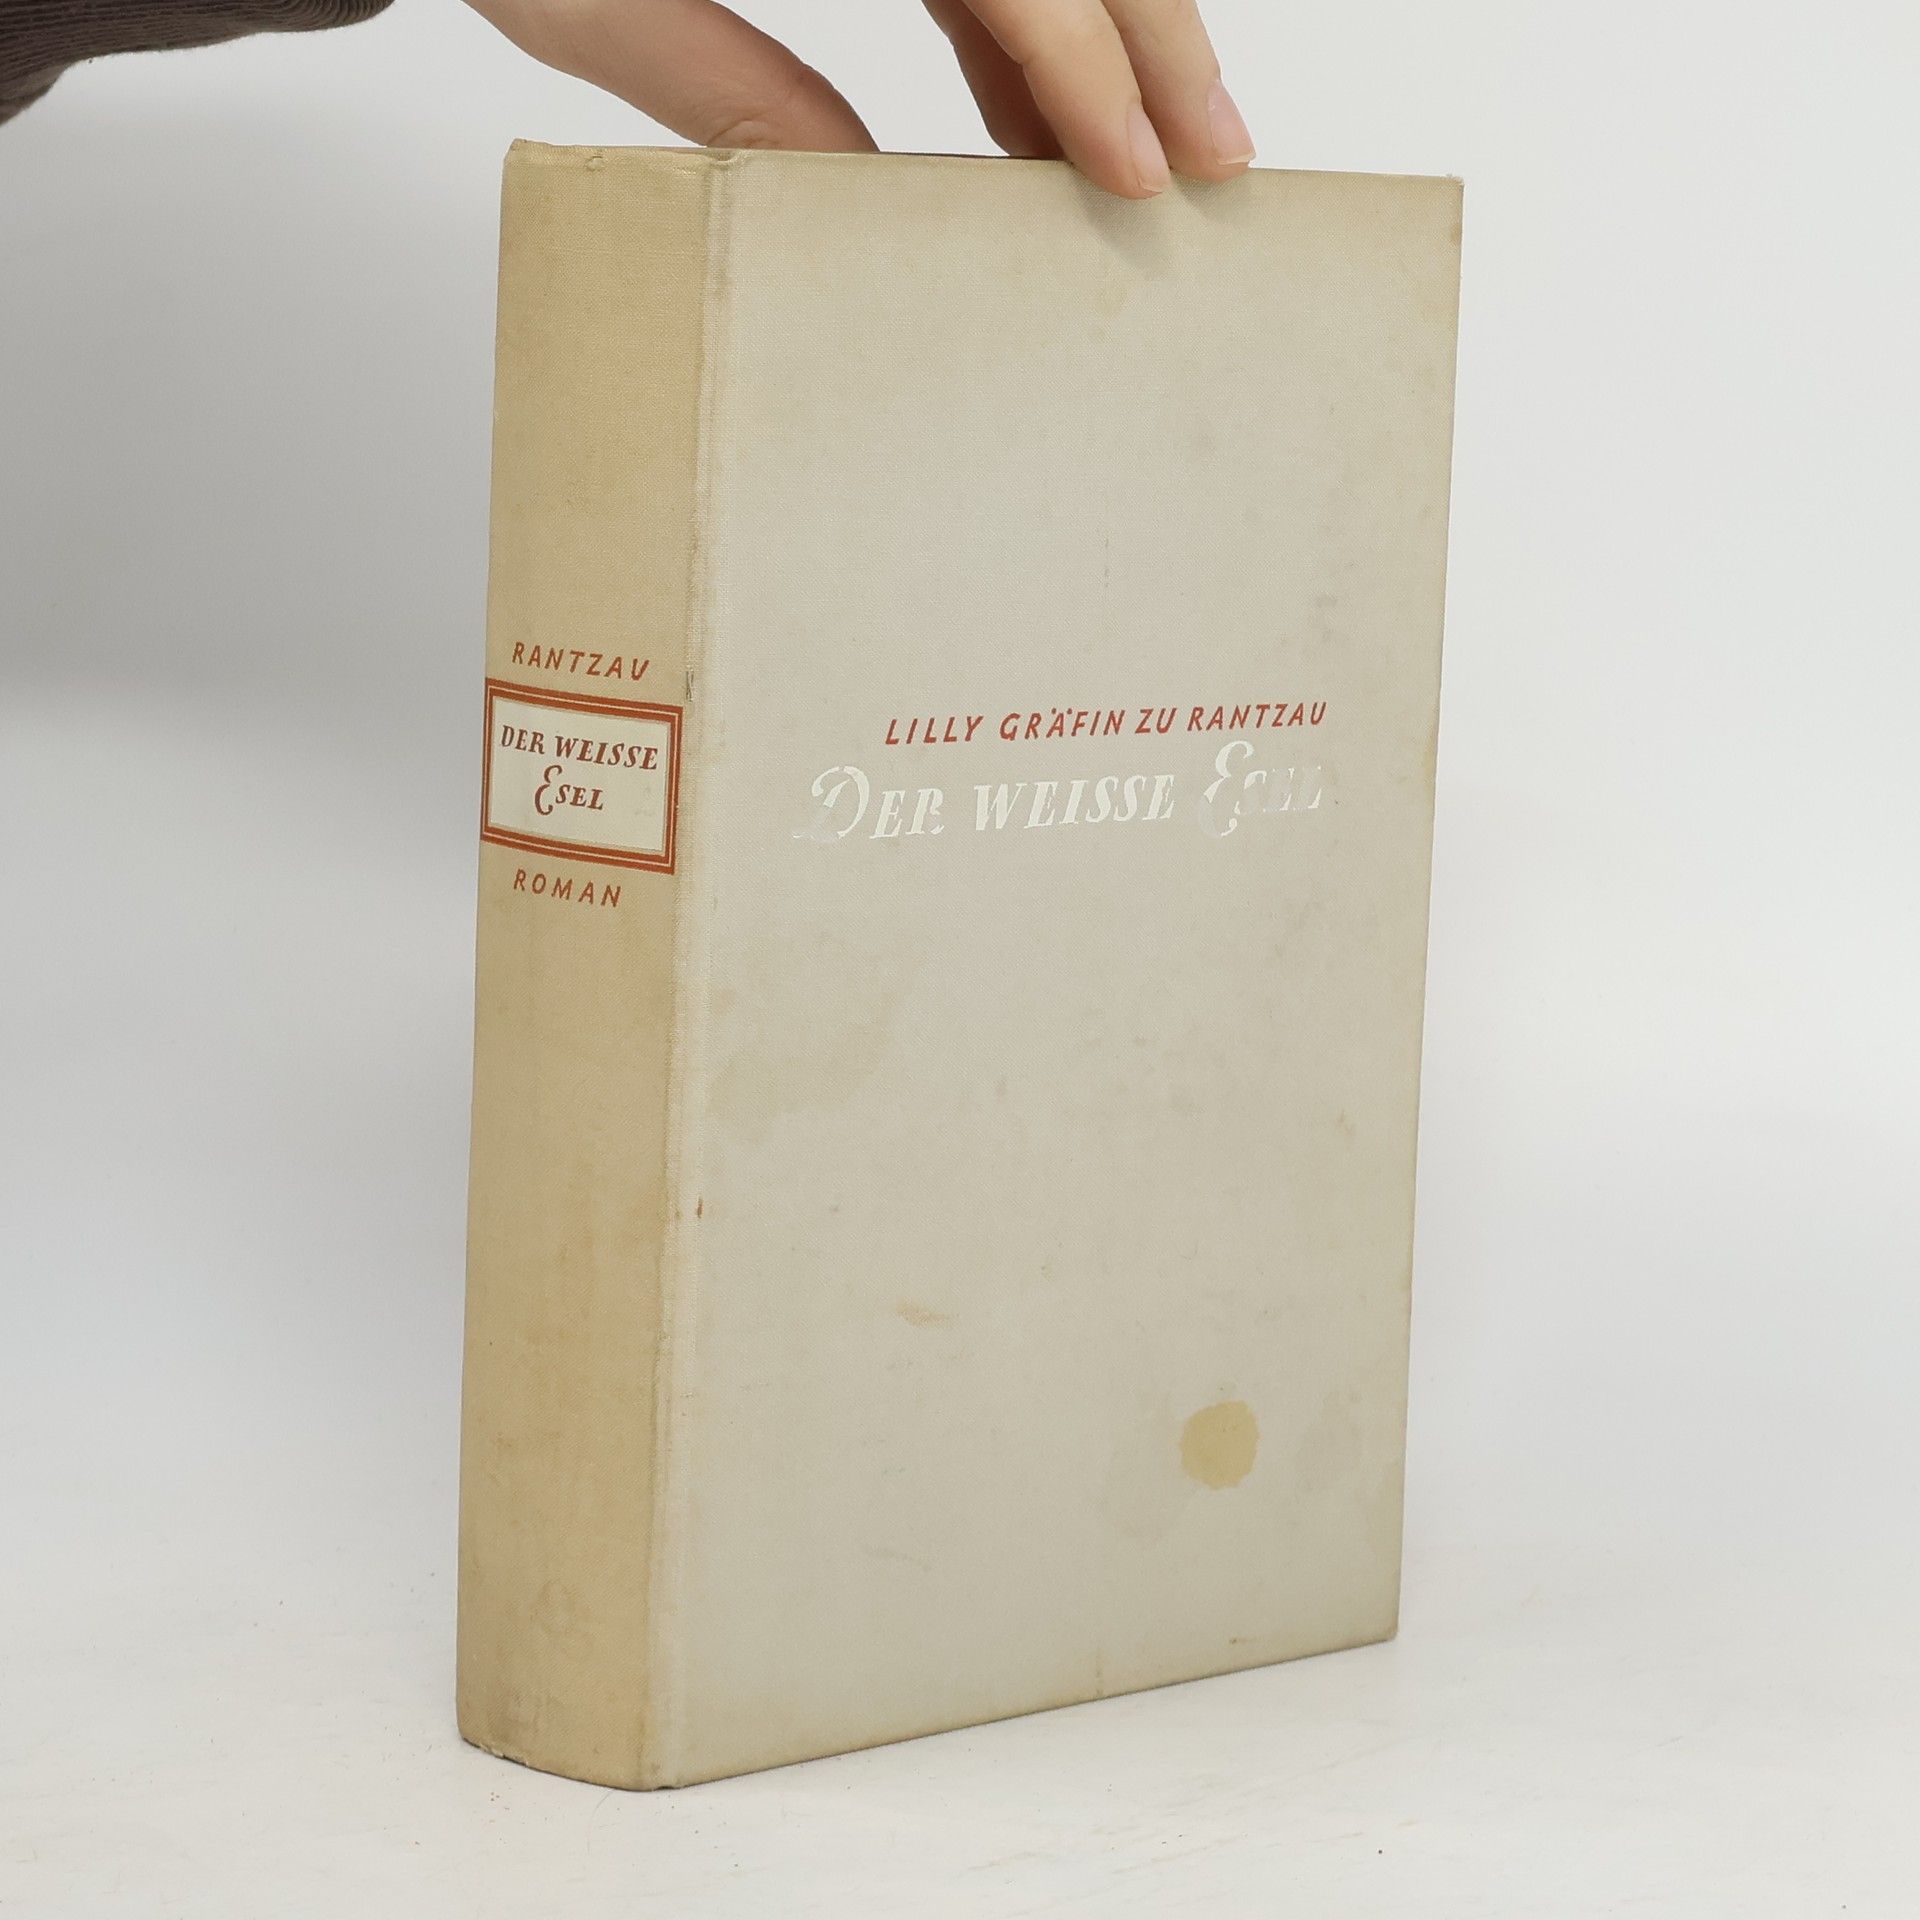 RANTZAU
DER WEISSE
ESEL
ROMAN
LILLY GRÄFIN ZU RANTZAU
DER WEISSE ESEL